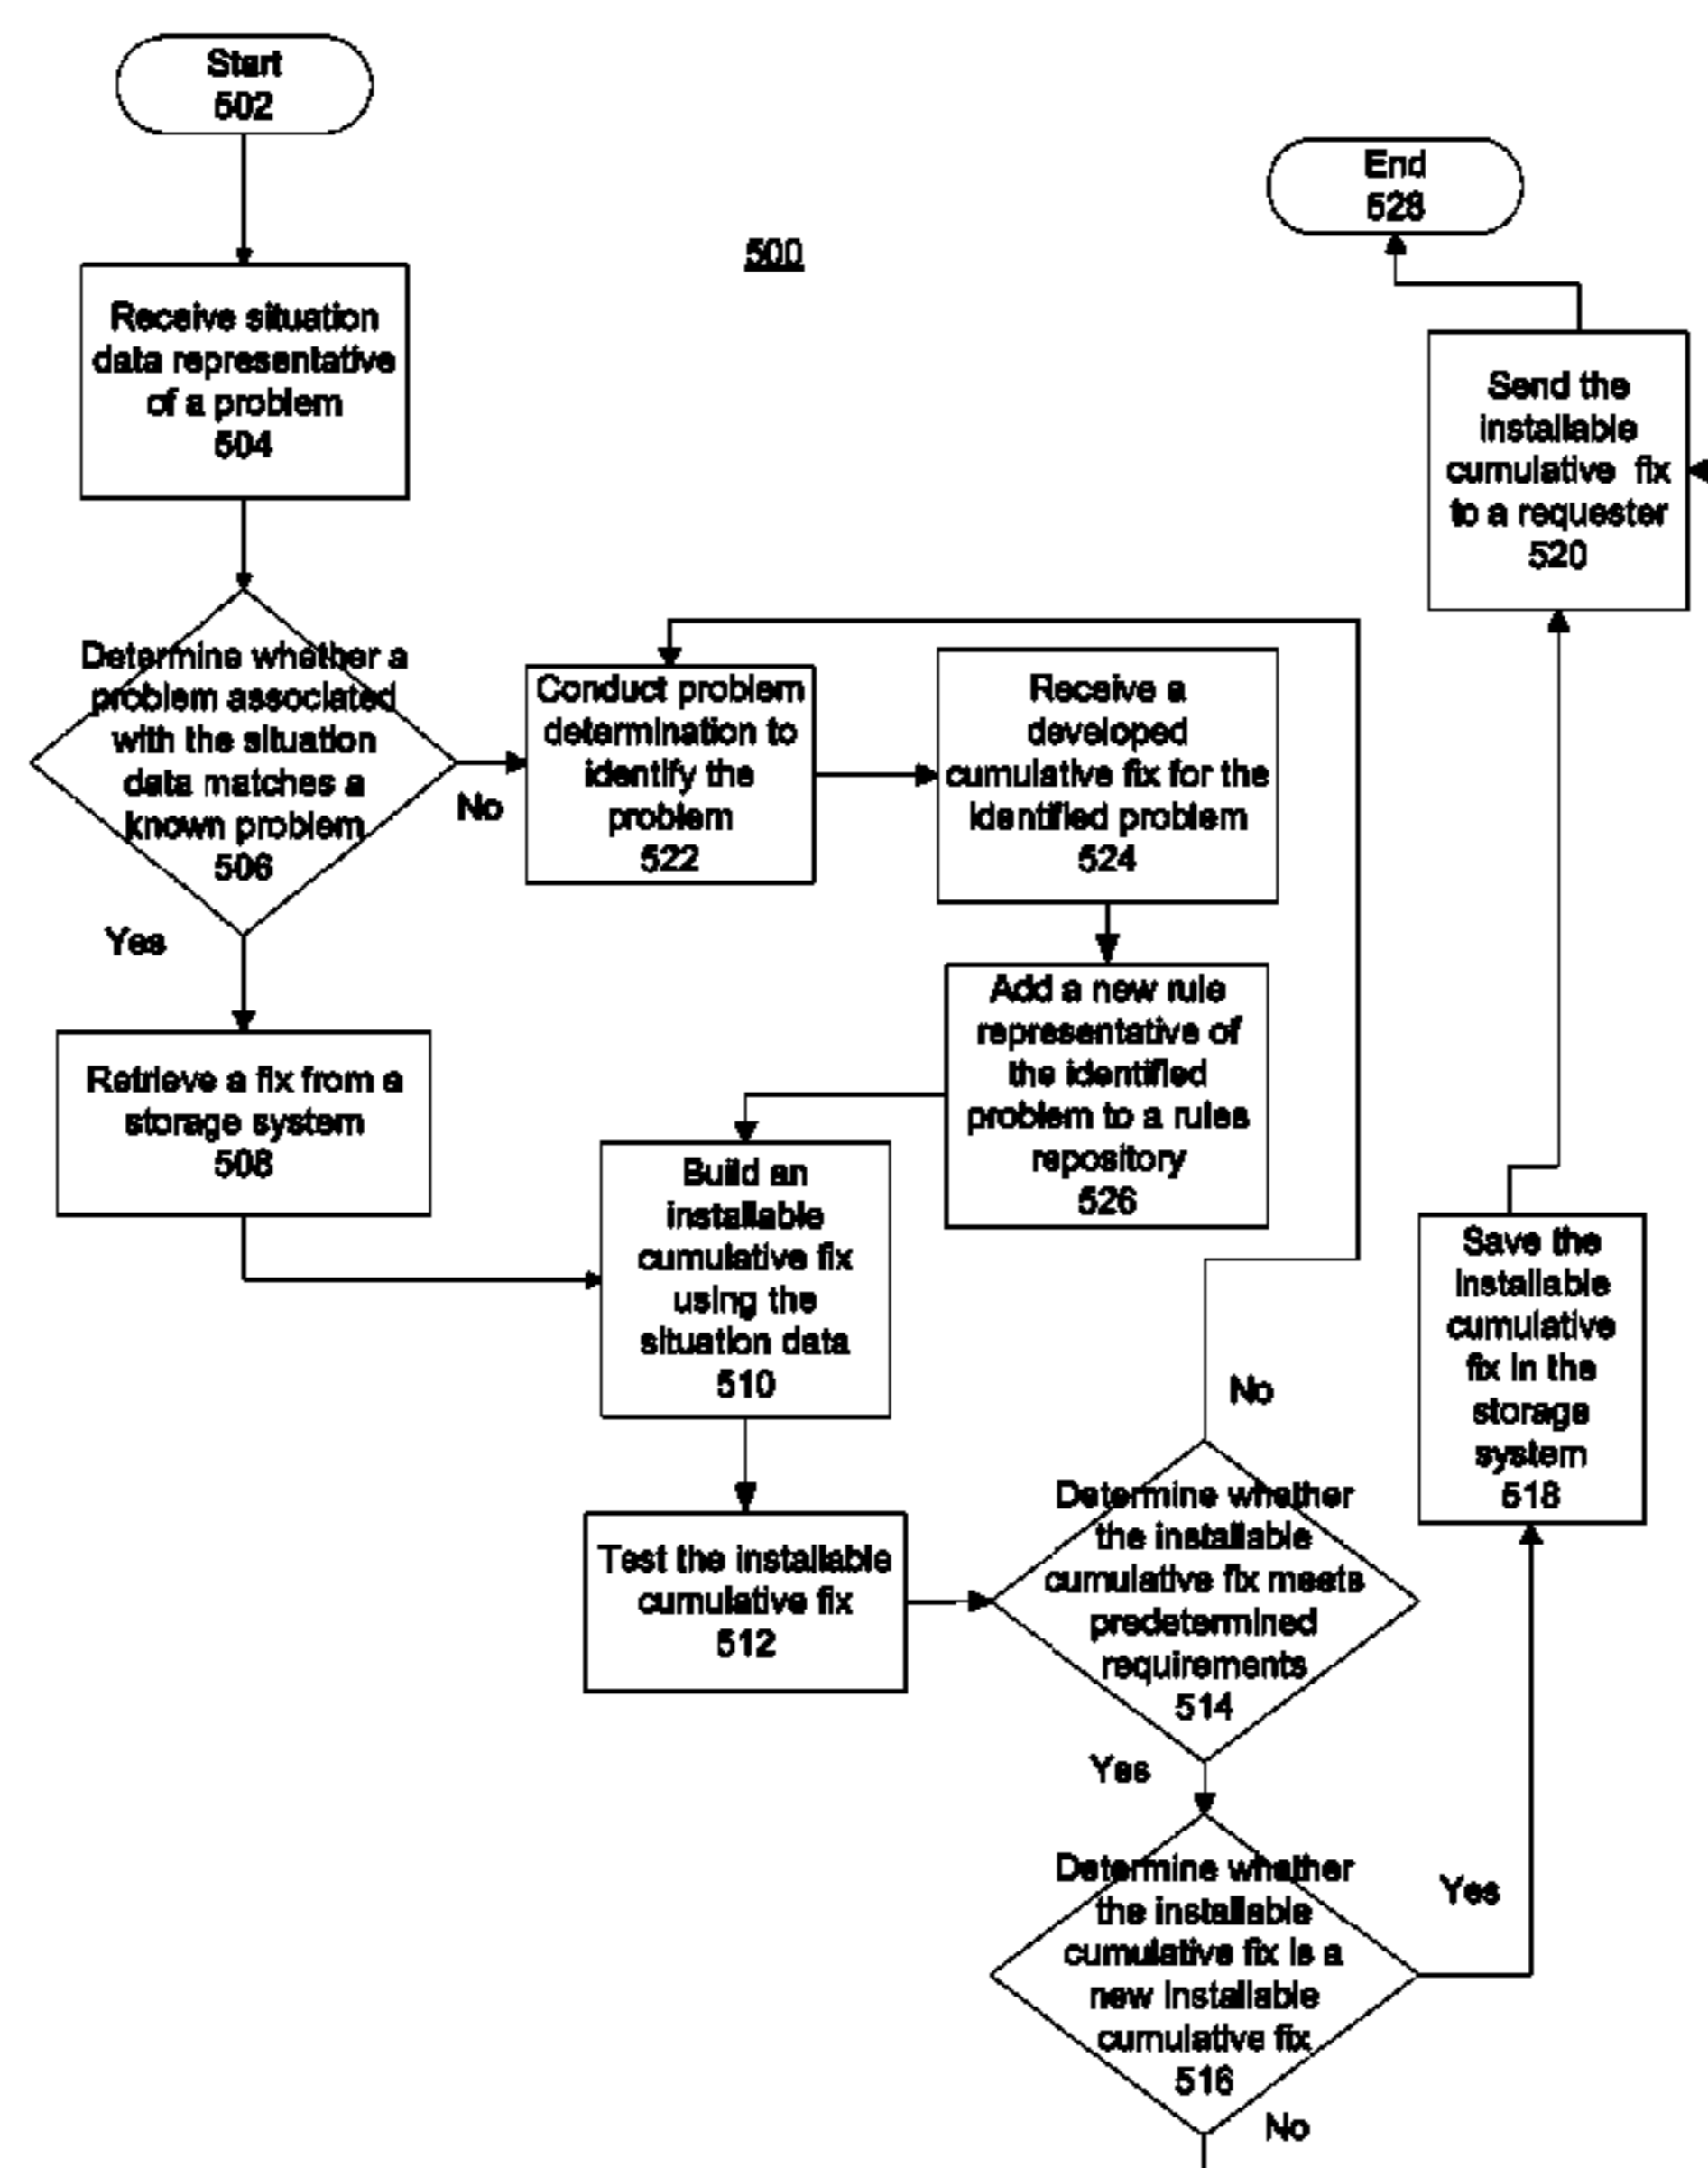 Start
502
End
528
500
Receive situation
data representative
of a problem
504
Send the
installable
cumulative fix
to a requester
520
Determine whether a
problem associated
with the situation
data matches a
known problem
506
No
Yes
Conduct problem
determination to
identify the
problem
522
Receive a
developed
cumulative fix for the
identified problem
524
Add a new rule
representative of
the identified
problem to a rules
repository
526
Retrieve a fix from a
storage system
508
Build an
installable
cumulative fix
using the
situation data
510
Save the
installable
cumulative
fix in the
storage
system
518
No
Test the installable
cumulative fix
512
Determine whether
the installable
cumulative fix meets
predetermined
requirements
514
Yes
Determine whether
the installable
cumulative fix is a
new installable
cumulative fix
516
Yes
No